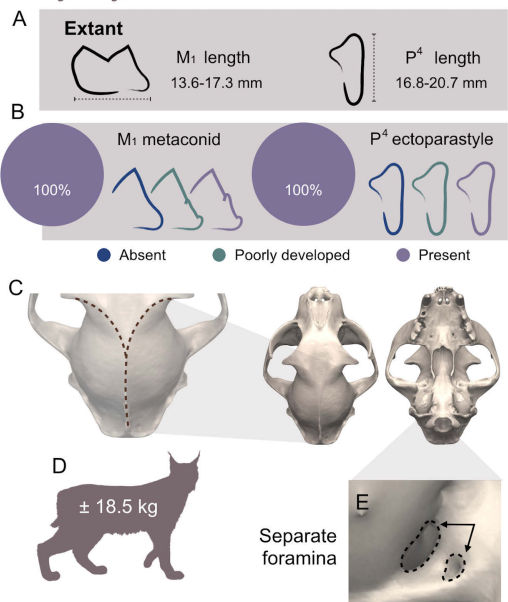 A
Extant
M₁ length
13.6-17.3 mm
P⁴ length
16.8-20.7 mm
B
M₁ metaconid
P⁴ ectoparastyle
100%
100%
Absent
Poorly developed
Present
C
D
± 18.5 kg
E
Separate
foramina